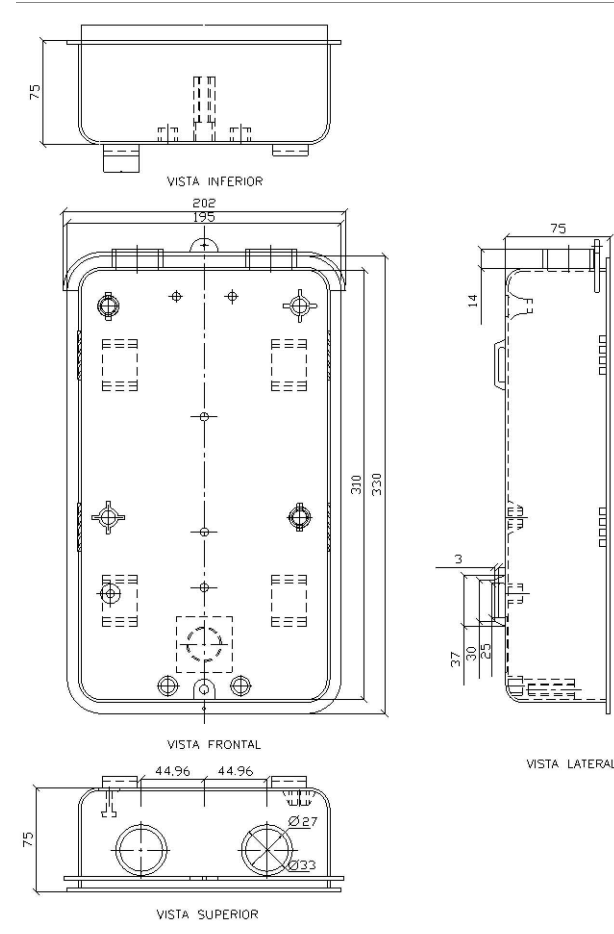 75
VISTA INFERIOR
202
195
75
14
310
330
3
37
30
25
VISTA FRONTAL
VISTA LATERAL
44.96 44.96
75
Ø27
Ø33
VISTA SUPERIOR